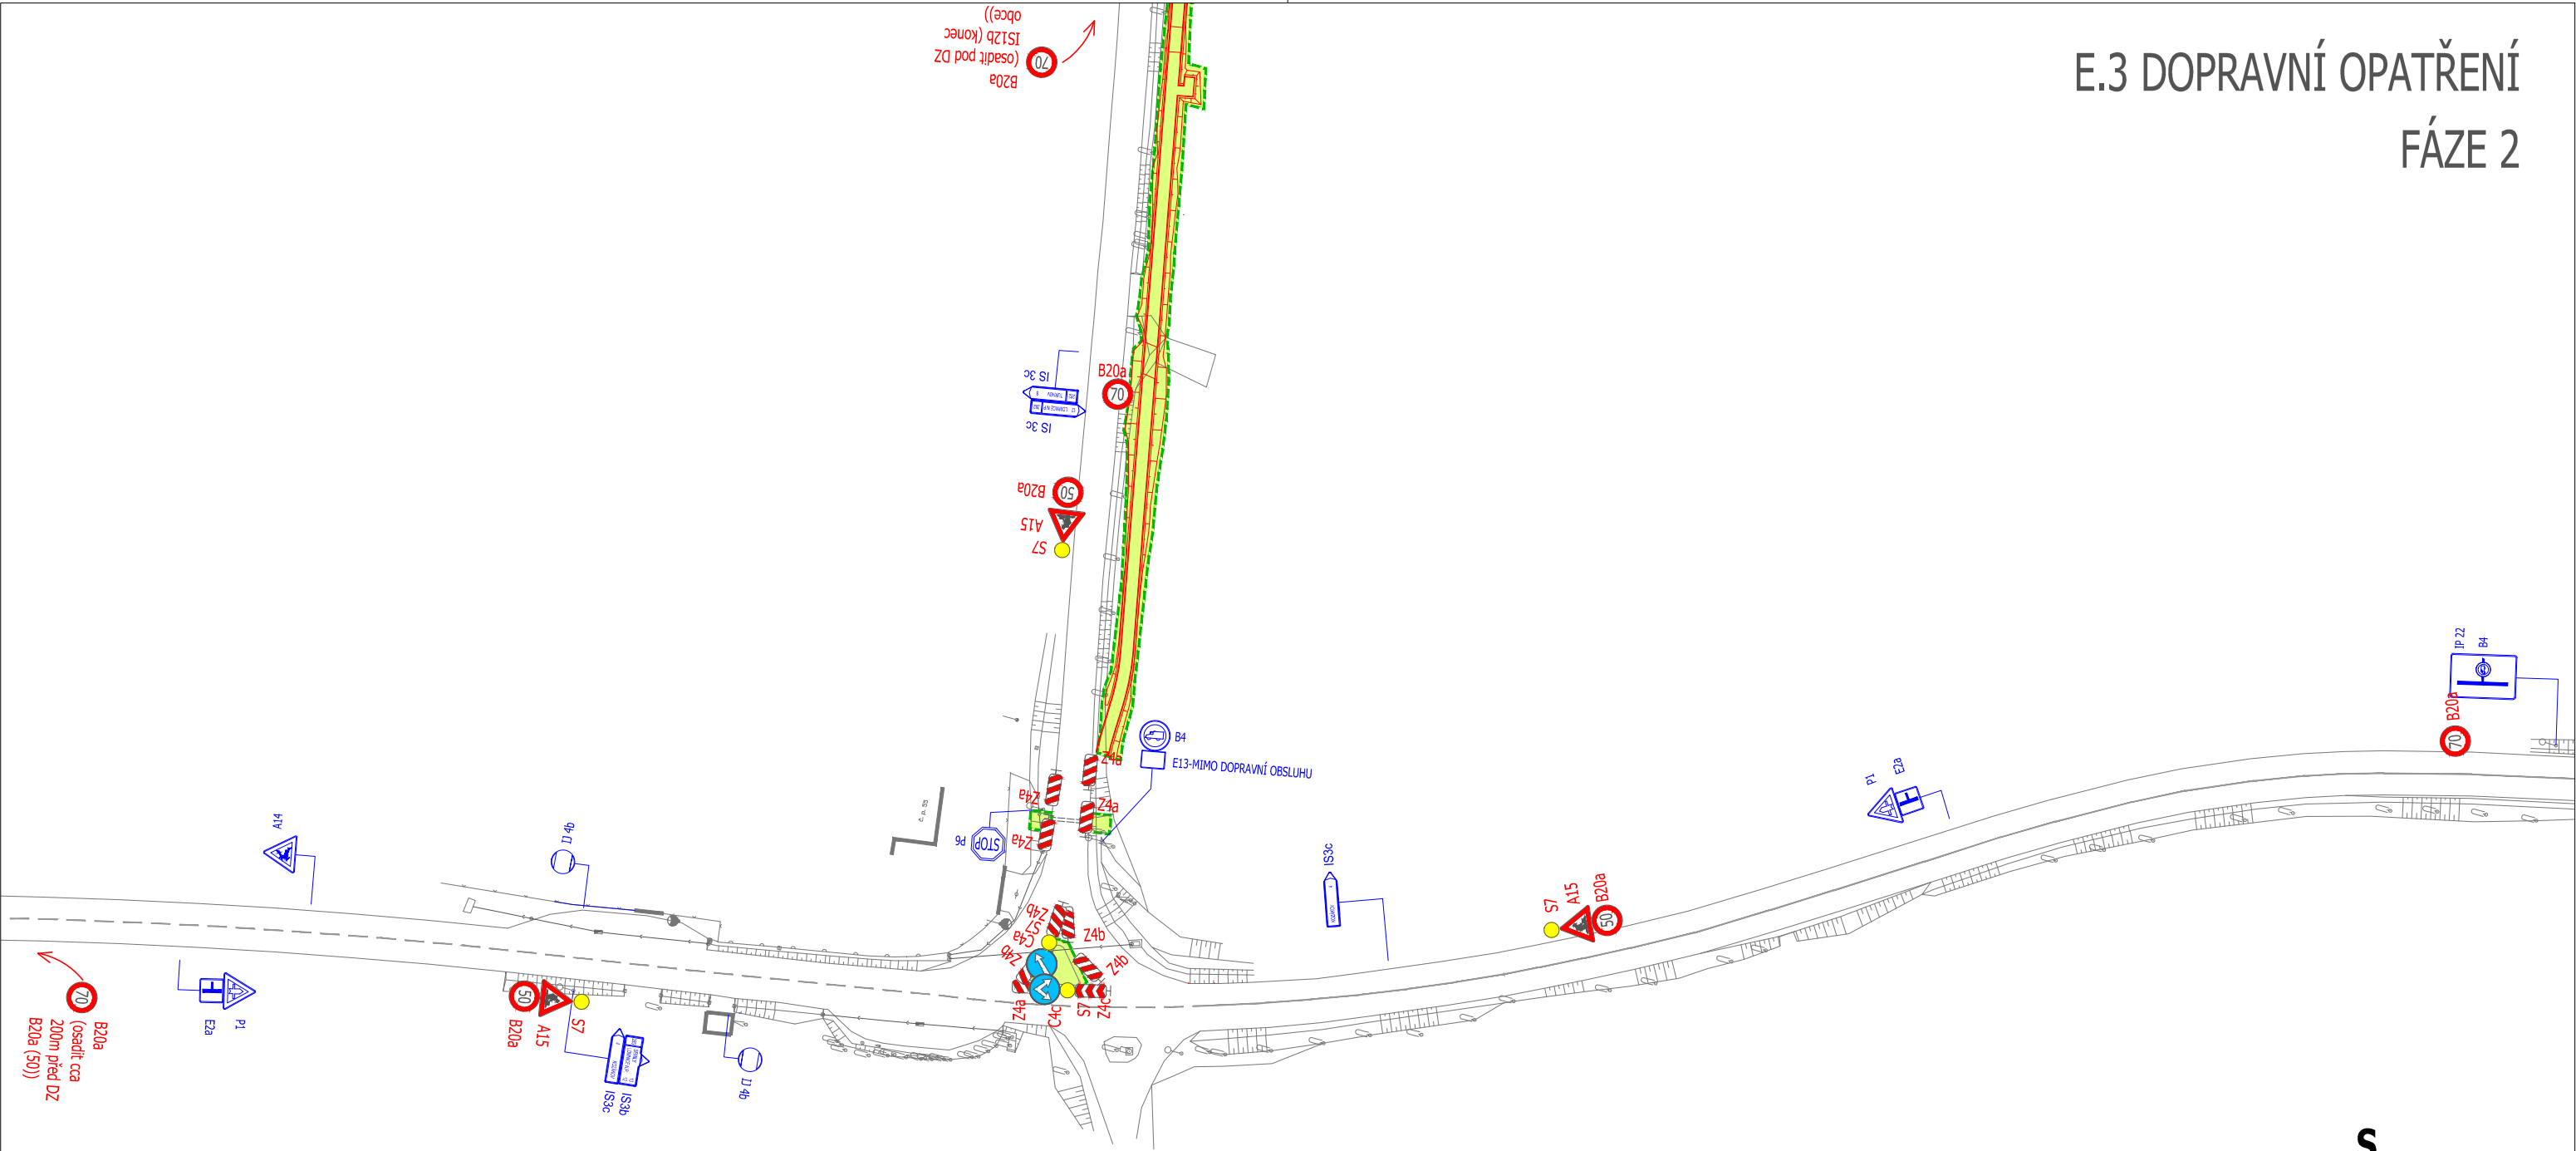 E.3 DOPRAVNÍ OPATŘENÍ
FÁZE 2
B20a
(osadit pod DZ
IS12b (konec
obce))
70
IS 3c
IS 3c
B20a
70
B20a
50
A15
S7
Z4a
Z4a
Z4a
Z4a
B4
E13-MIMO DOPRAVNÍ OBSLUHU
P6
STOP
č. p. 59
Z4b
S7
C4a
Z4b
Z4b
Z4b
Z4a
C4c
S7
Z4c
A14
IJ 4b
B20a
(osadit cca
200m před DZ
B20a (50))
70
E2a
P1
B20a
50
A15
S7
IS3c
IS3b
IJ 4b
IS3c
S7
A15
B20a
50
P1
E2a
IP 22
B4
B20a
70
S